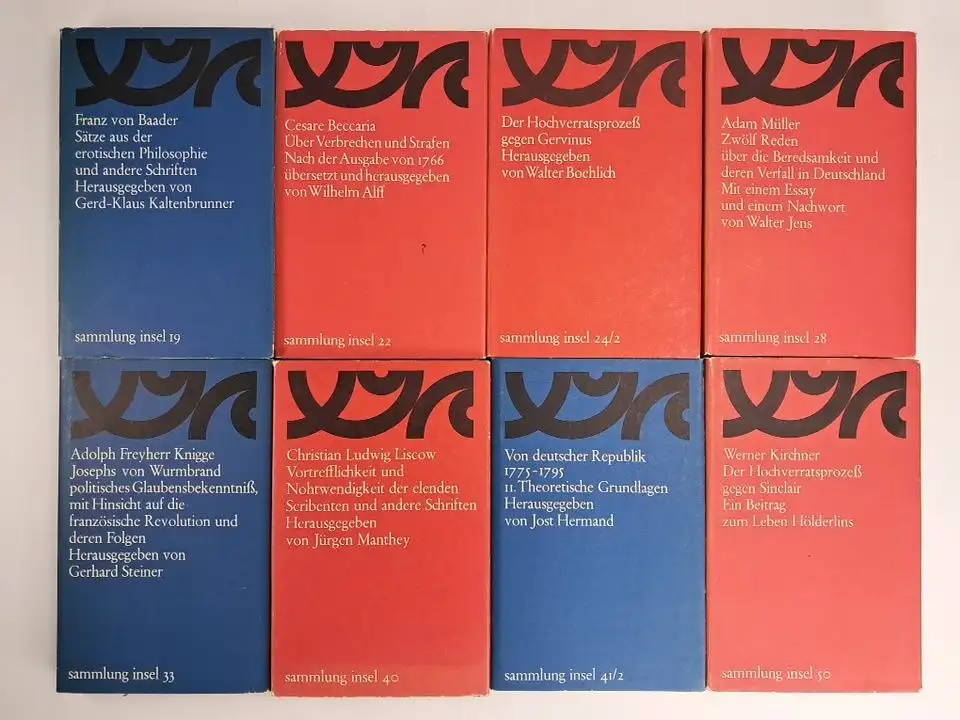 Franz von Baader
Sätze aus der
erotischen Philosophie
und andere Schriften
Herausgegeben von
Gerd-Klaus Kaltenbrunner
sammlung insel 19
Cesare Beccaria
Über Verbrechen und Strafen
Nach der Ausgabe von 1766
übersetzt und herausgegeben
von Wilhelm Alff
sammlung insel 22
Der Hochverratsprozeß
gegen Gervinus
Herausgegeben
von Walter Boehlich
sammlung insel 24/2
Adam Müller
Zwölf Reden
über die Beredsamkeit und
deren Verfall in Deutschland
Mit einem Essay
und einem Nachwort
von Walter Jens
sammlung insel 28
Adolph Freyherr Knigge
Josephs von Wurmbrand
politisches Glaubensbekenntniß,
mit Hinsicht auf die
französische Revolution und
deren Folgen
Herausgegeben von
Gerhard Steiner
sammlung insel 33
Christian Ludwig Liscow
Vortrefflichkeit und
Nohtwendigkeit der elenden
Scribenten und andere Schriften
Herausgegeben
von Jürgen Manthey
sammlung insel 40
Von deutscher Republik
1775-1795
II. Theoretische Grundlagen
Herausgegeben
von Jost Hermand
sammlung insel 41/2
Werner Kirchner
Der Hochverratsprozeß
gegen Sinclair
Ein Beitrag
zum Leben Hölderlins
sammlung insel 50